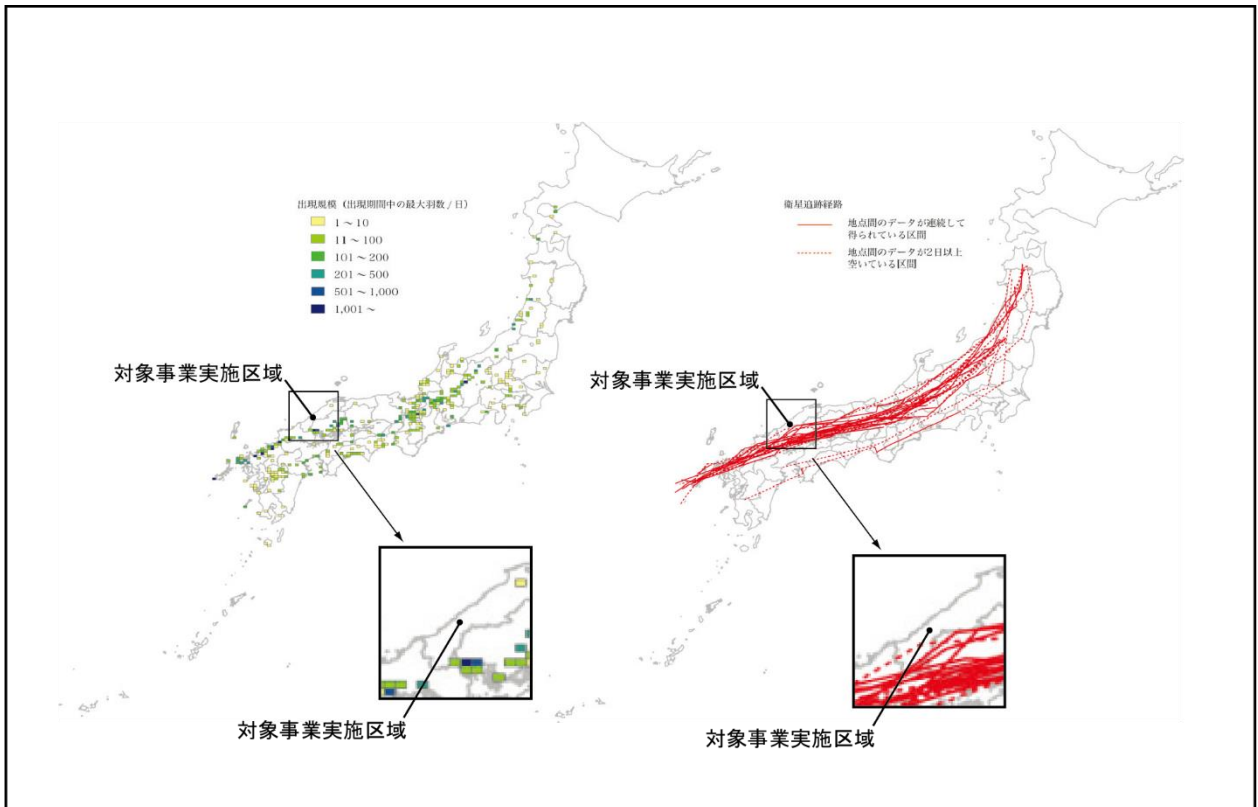 出現規模（出現期間中の最大羽数 / 日）
1 ～ 10
11 ～ 100
101 ～ 200
201 ～ 500
501 ～ 1,000
1,001 ～
対象事業実施区域
対象事業実施区域
衛星追跡経路
地点間のデータが連続して
得られている区間
地点間のデータが2日以上
空いている区間
対象事業実施区域
対象事業実施区域